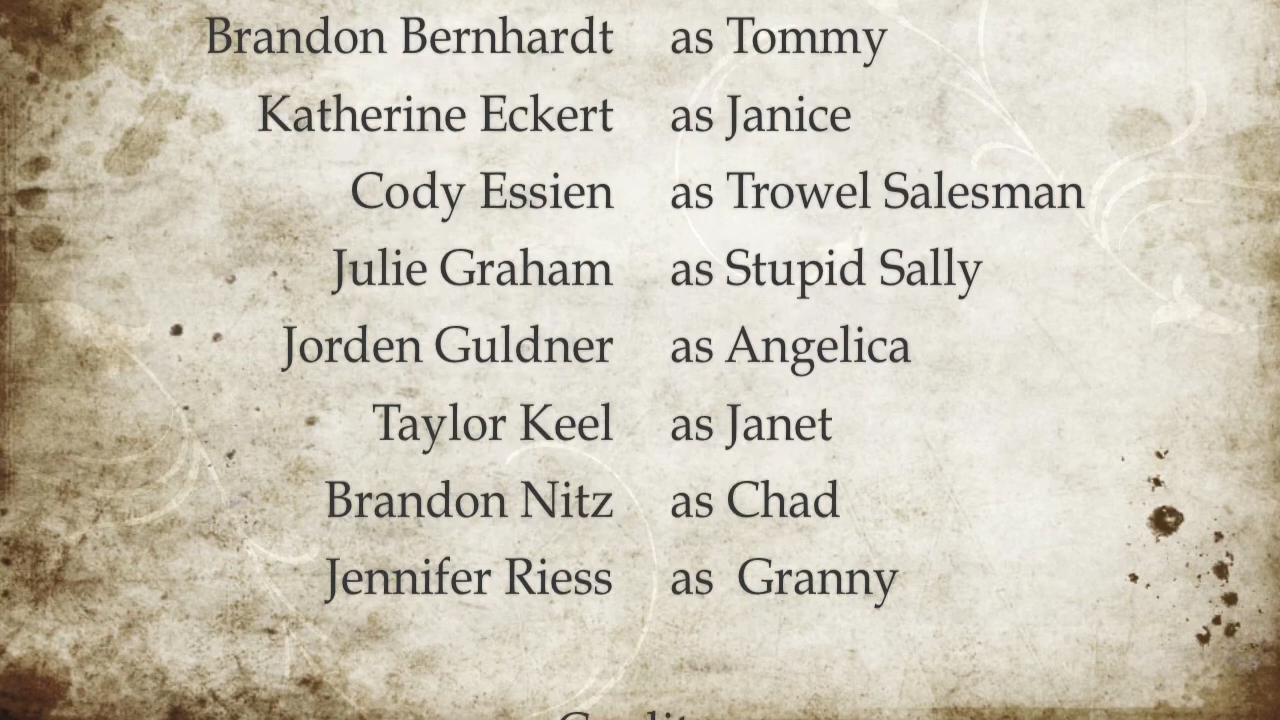 Brandon Bernhardt as Tommy
Katherine Eckert as Janice
Cody Essien as Trowel Salesman
Julie Graham as Stupid Sally
Jorden Guldner as Angelica
Taylor Keel as Janet
Brandon Nitz as Chad
Jennifer Riess as Granny